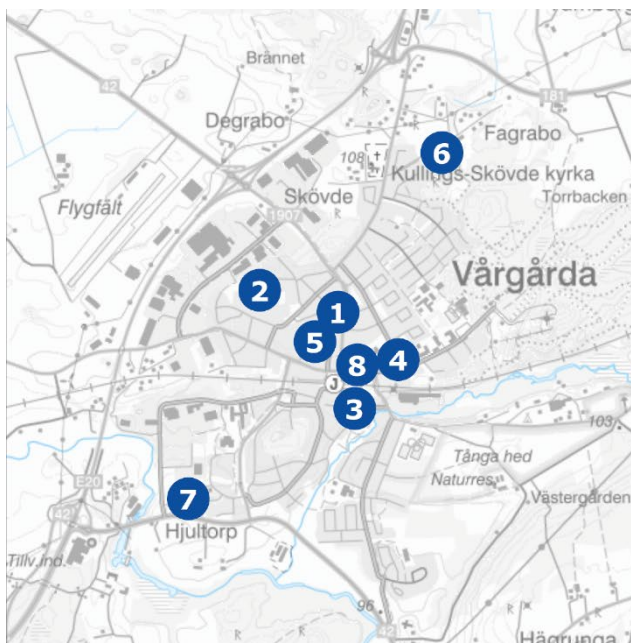 Brånnet
42
181
Degrabo
Fagrabo
6
108
Kullings-Skövde kyrka
Skövde
Torrbacken
Flygfält
1907
Vårgårda
2
1
5
8
4
J
3
103
Tånga hed
Naturres.
E20
7
Västergården
42
Hjultorp
Tillv.ind.
96
42
Hägrunga